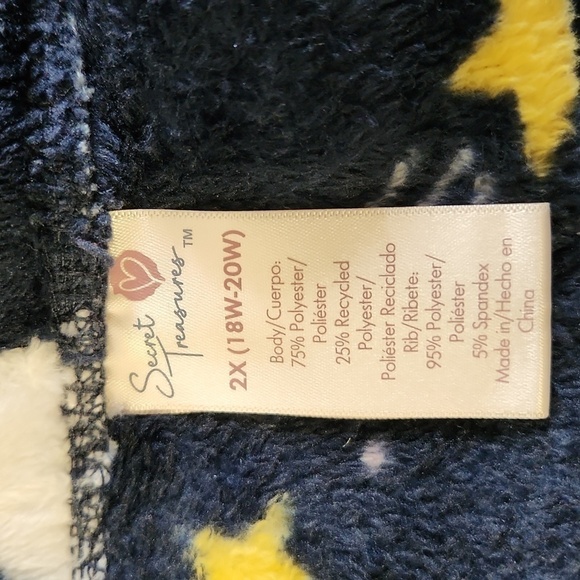 Secret
Treasures™
2X (18W-20W)
Body/Cuerpo:
75% Polyester/
Poliéster
25% Recycled
Polyester/
Poliéster Reciclado
Rib/Ribete:
95% Polyester/
Poliéster
5% Spandex
Made in/Hecho en
China